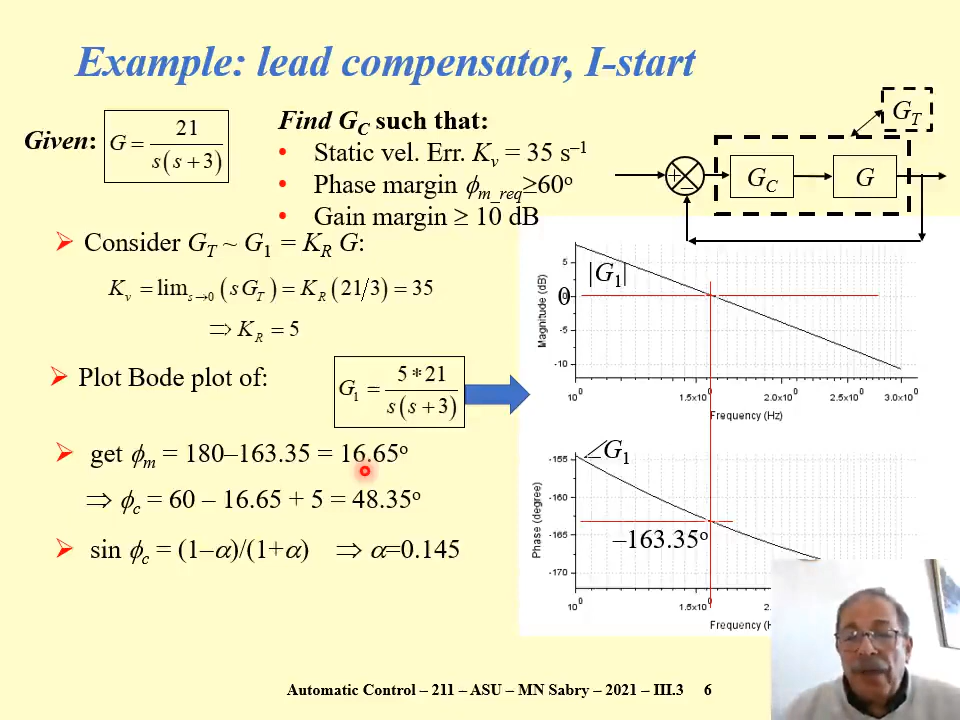 Example: lead compensator, I-start
Given: G = 21 / s(s+3)
Find G_C such that:
• Static vel. Err. K_v = 35 s^–1
• Phase margin ϕ_m_req ≥60^o
• Gain margin ≥ 10 dB
G_T
G_C
G
+
–
➢ Consider G_T ~ G_1 = K_R G:
K_v = lim_s→0 (sG_T) = K_R (21/3) = 35
⇒ K_R = 5
➢ Plot Bode plot of:
G_1 = 5*21 / s(s+3)
➢ get ϕ_m = 180–163.35 = 16.65^o
⇒ ϕ_c = 60 – 16.65 + 5 = 48.35^o
➢ sin ϕ_c = (1–α)/(1+α) ⇒ α=0.145
|G_1|
Magnitude (dB)
5
0
-5
-10
10^0 1.5x10^0 2.0x10^0 2.5x10^0 3.0x10^0
Frequency (Hz)
∠G_1
Phase (degree)
-155
-160
-165
-170
–163.35^o
10^0 1.5x10^0
Frequency (H
Automatic Control – 211 – ASU – MN Sabry – 2021 – III.3 6